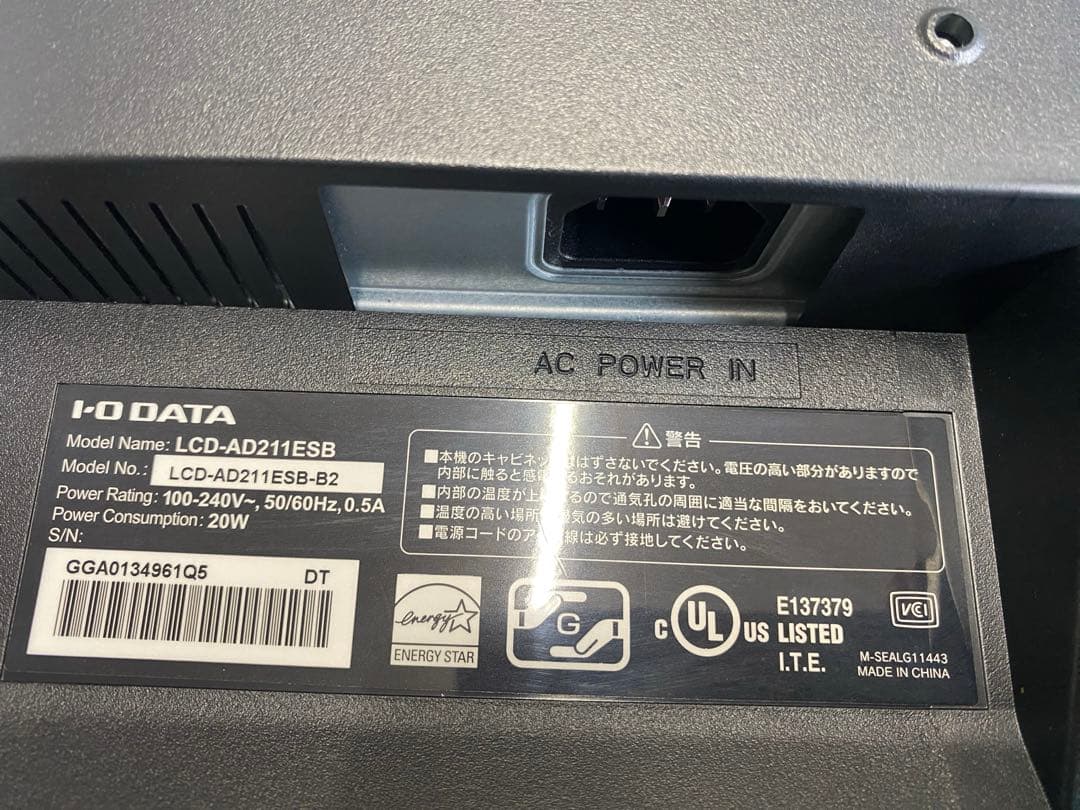 AC POWER IN
I-O DATA
Model Name: LCD-AD211ESB
Model No.: LCD-AD211ESB-B2
Power Rating: 100-240V~, 50/60Hz, 0.5A
Power Consumption: 20W
S/N:
GGA0134961Q5 DT
警告
■本機のキャビネッ はずさないでください。電圧の高い部分がありますので
内部に触ると感電 おそれがあります。
■内部の温度が上 るので通気孔の周囲に適当な間隔をおいてください。
■温度の高い場所 湿気の多い場所は避けてください。
■電源コードのア 線は必ず接地してください。
energy
ENERGY STAR
G
c UL US LISTED
E137379
I.T.E.
VCCI
M-SEALG11443
MADE IN CHINA